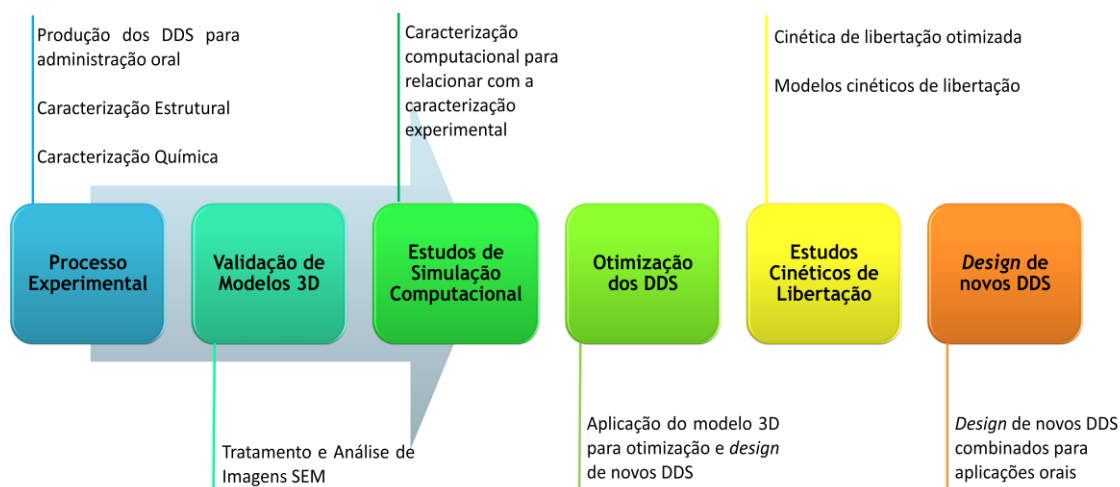 Produção dos DDS para
administração oral
Caracterização Estrutural
Caracterização Química
Caracterização
computacional para
relacionar com a
caracterização
experimental
Cinética de libertação otimizada
Modelos cinéticos de libertação
Processo
Experimental
Validação de
Modelos 3D
Estudos de
Simulação
Computacional
Otimização
dos DDS
Estudos
Cinéticos de
Libertação
Design de
novos DDS
Tratamento e Análise de
Imagens SEM
Aplicação do modelo 3D
para otimização e design
de novos DDS
Design de novos DDS
combinados para
aplicações orais